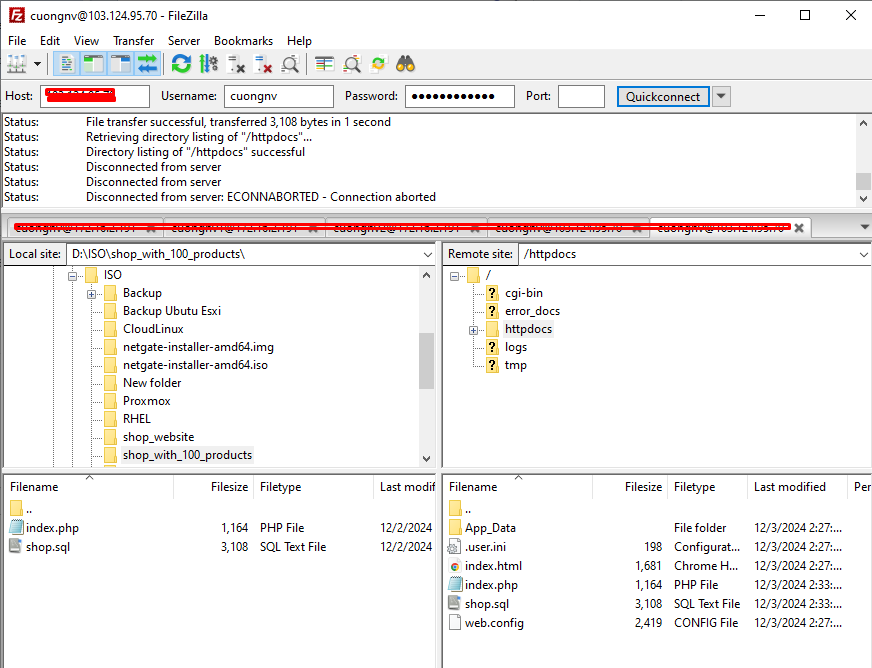 cuongnv@103.124.95.70 - FileZilla
File Edit View Transfer Server Bookmarks Help
Host: Username: cuongnv Password: ●●●●●●●●●●●● Port: Quickconnect
Status: File transfer successful, transferred 3,108 bytes in 1 second
Status: Retrieving directory listing of "/httpdocs"...
Status: Directory listing of "/httpdocs" successful
Status: Disconnected from server
Status: Disconnected from server
Status: Disconnected from server: ECONNABORTED - Connection aborted
Local site: D:\ISO\shop_with_100_products\
ISO
Backup
Backup Ubutu Esxi
CloudLinux
netgate-installer-amd64.img
netgate-installer-amd64.iso
New folder
Proxmox
RHEL
shop_website
shop_with_100_products
Remote site: /httpdocs
/
cgi-bin
error_docs
httpdocs
logs
tmp
Filename Filesize Filetype Last modif
..
index.php 1,164 PHP File 12/2/2024
shop.sql 3,108 SQL Text File 12/2/2024
Filename Filesize Filetype Last modified Per
..
App_Data File folder 12/3/2024 2:27:...
.user.ini 198 Configurat... 12/3/2024 2:27:...
index.html 1,681 Chrome H... 12/3/2024 2:27:...
index.php 1,164 PHP File 12/3/2024 2:33:...
shop.sql 3,108 SQL Text File 12/3/2024 2:33:...
web.config 2,419 CONFIG File 12/3/2024 2:27:...